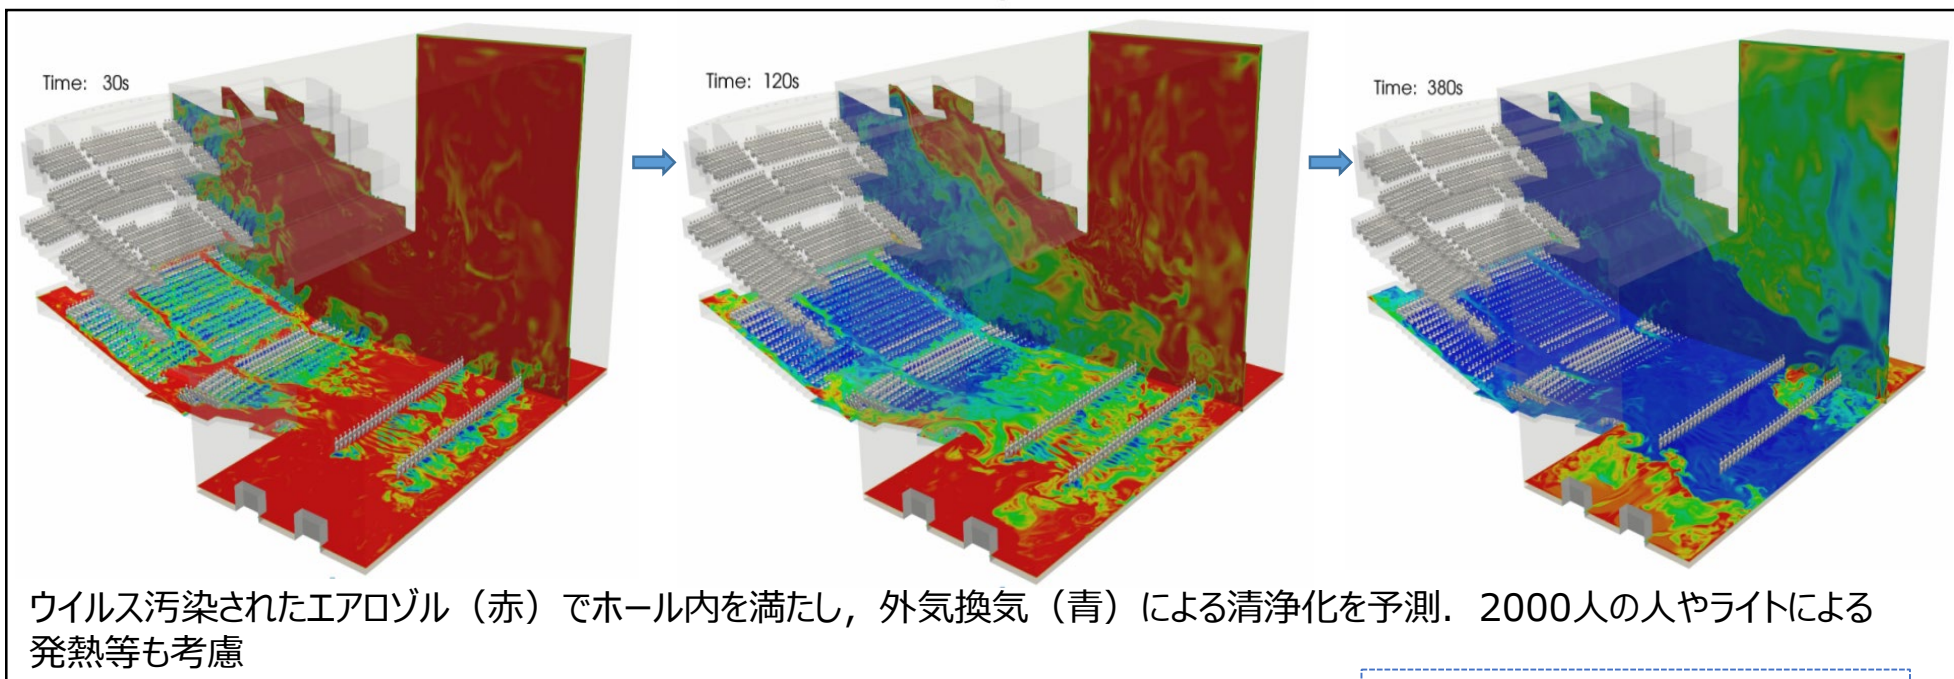 Time: 30s
Time: 120s
Time: 380s
ウイルス汚染されたエアロゾル（赤）でホール内を満たし，外気換気（青）による清浄化を予測．2000人の人やライトによる
発熱等も考慮